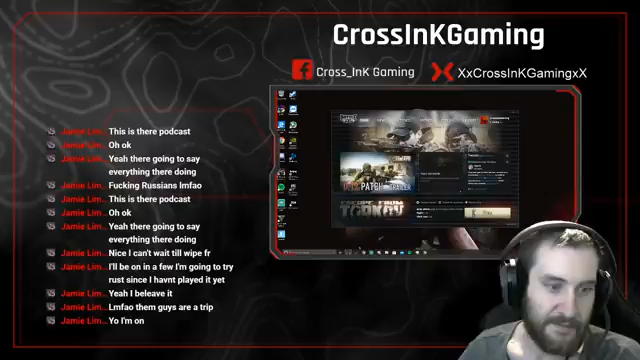 CrossInKGaming
Cross_InK Gaming
XxCrossInKGamingxX
Jamie Lim... This is there podcast
Jamie Lim... Oh ok
Jamie Lim... Yeah there going to say
everything there doing
Jamie Lim... Fucking Russians lmfao
Jamie Lim... This is there podcast
Jamie Lim... Oh ok
Jamie Lim... Yeah there going to say
everything there doing
Jamie Lim... Nice I can't wait till wipe fr
Jamie Lim... I'll be on in a few I'm going to try
rust since I havnt played it yet
Jamie Lim... Yeah I beleave it
Jamie Lim... Lmfao them guys are a trip
Jamie Lim... Yo I'm on
PATCH TRAILER
TARKOV
Play